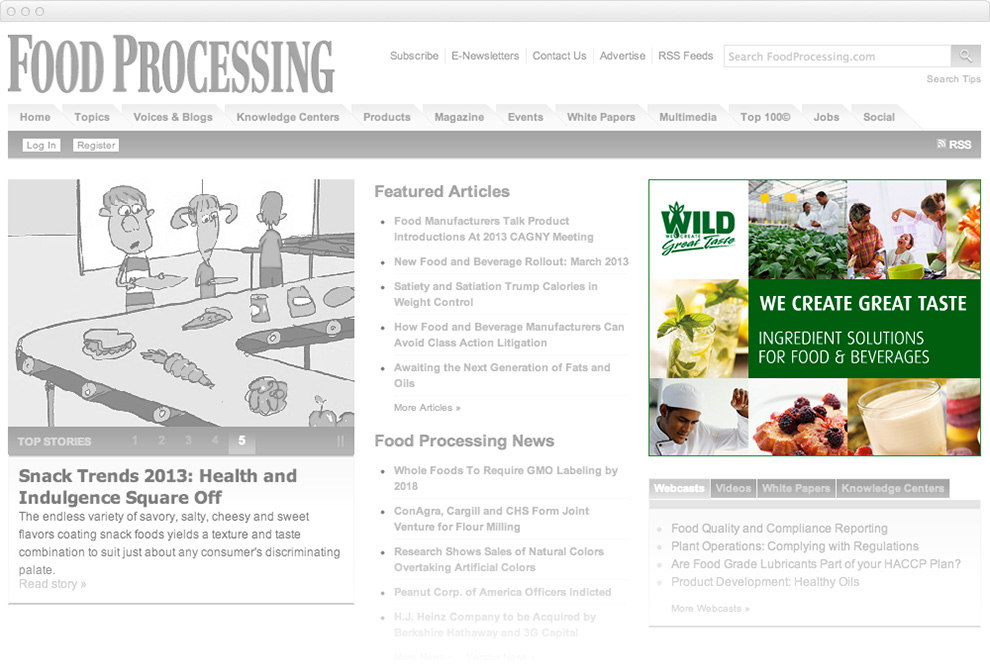 FOOD PROCESSING
Subscribe E-Newsletters Contact Us Advertise RSS Feeds
Search FoodProcessing.com
Search Tips
Home Topics Voices & Blogs Knowledge Centers Products Magazine Events White Papers Multimedia Top 100© Jobs Social
Log In Register
RSS
TOP STORIES 1 2 3 4 5
Snack Trends 2013: Health and
Indulgence Square Off
The endless variety of savory, salty, cheesy and sweet
flavors coating snack foods yields a texture and taste
combination to suit just about any consumer's discriminating
palate.
Read story »
Featured Articles
Food Manufacturers Talk Product
Introductions At 2013 CAGNY Meeting
New Food and Beverage Rollout: March 2013
Satiety and Satiation Trump Calories in
Weight Control
How Food and Beverage Manufacturers Can
Avoid Class Action Litigation
Awaiting the Next Generation of Fats and
Oils
More Articles »
Food Processing News
Whole Foods To Require GMO Labeling by
2018
ConAgra, Cargill and CHS Form Joint
Venture for Flour Milling
Research Shows Sales of Natural Colors
Overtaking Artificial Colors
Peanut Corp. of America Officers Indicted
H.J. Heinz Company to be Acquired by
Berkshire Hathaway and 3G Capital
WILD
WE CREATE
Great Taste
WE CREATE GREAT TASTE
INGREDIENT SOLUTIONS
FOR FOOD & BEVERAGES
Webcasts Videos White Papers Knowledge Centers
Food Quality and Compliance Reporting
Plant Operations: Complying with Regulations
Are Food Grade Lubricants Part of your HACCP Plan?
Product Development: Healthy Oils
More Webcasts »